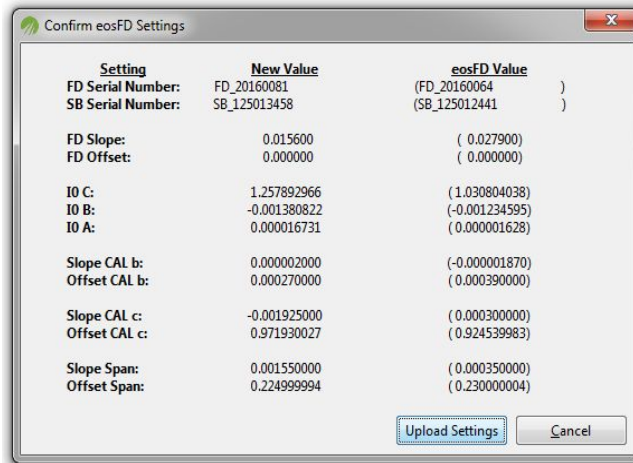 Confirm eosFD Settings
Setting New Value eosFD Value
FD Serial Number: FD_20160081 (FD_20160064 )
SB Serial Number: SB_125013458 (SB_125012441 )
FD Slope: 0.015600 ( 0.027900)
FD Offset: 0.000000 ( 0.000000)
I0 C: 1.257892966 (1.030804038)
I0 B: -0.001380822 (-0.001234595)
I0 A: 0.000016731 ( 0.000001628)
Slope CAL b: 0.000002000 (-0.000001870)
Offset CAL b: 0.000270000 ( 0.000390000)
Slope CAL c: -0.001925000 ( 0.000300000)
Offset CAL c: 0.971930027 ( 0.924539983)
Slope Span: 0.001550000 ( 0.000350000)
Offset Span: 0.224999994 ( 0.230000004)
Upload Settings Cancel